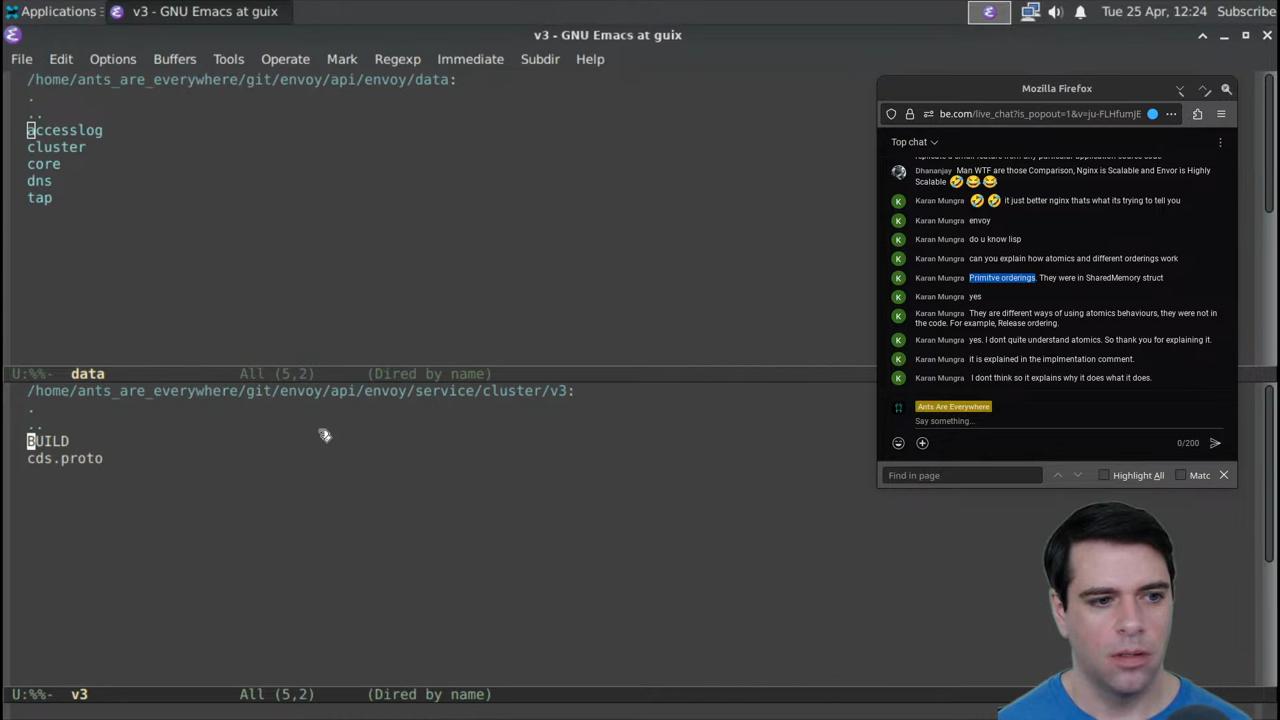 Applications
v3 - GNU Emacs at guix
Tue 25 Apr, 12:24
Subscribe
v3 - GNU Emacs at guix
File Edit Options Buffers Tools Operate Mark Regexp Immediate Subdir Help
/home/ants_are_everywhere/git/envoy/api/envoy/data:
.
..
accesslog
cluster
core
dns
tap
U:%%- data All (5,2) (Dired by name)
/home/ants_are_everywhere/git/envoy/api/envoy/service/cluster/v3:
.
..
BUILD
cds.proto
U:%%- v3 All (5,2) (Dired by name)
Mozilla Firefox
be.com/live_chat?is_popout=1&v=ju-FLHfumjE
Top chat
replicate a small feature from any particular application source code
Dhananjay Man WTF are those Comparison, Nginx is Scalable and Envor is Highly
Scalable 🤣 😂 😂
K Karan Mungra 🤣 🤣 it just better nginx thats what its trying to tell you
K Karan Mungra envoy
K Karan Mungra do u know lisp
K Karan Mungra can you explain how atomics and different orderings work
K Karan Mungra Primitve orderings. They were in SharedMemory struct
K Karan Mungra yes
K Karan Mungra They are different ways of using atomics behaviours, they were not in
the code. For example, Release ordering.
K Karan Mungra yes. I dont quite understand atomics. So thank you for explaining it.
K Karan Mungra it is explained in the implmentation comment.
K Karan Mungra I dont think so it explains why it does what it does.
Ants Are Everywhere
Say something...
0/200
Find in page
Highlight All
Matc